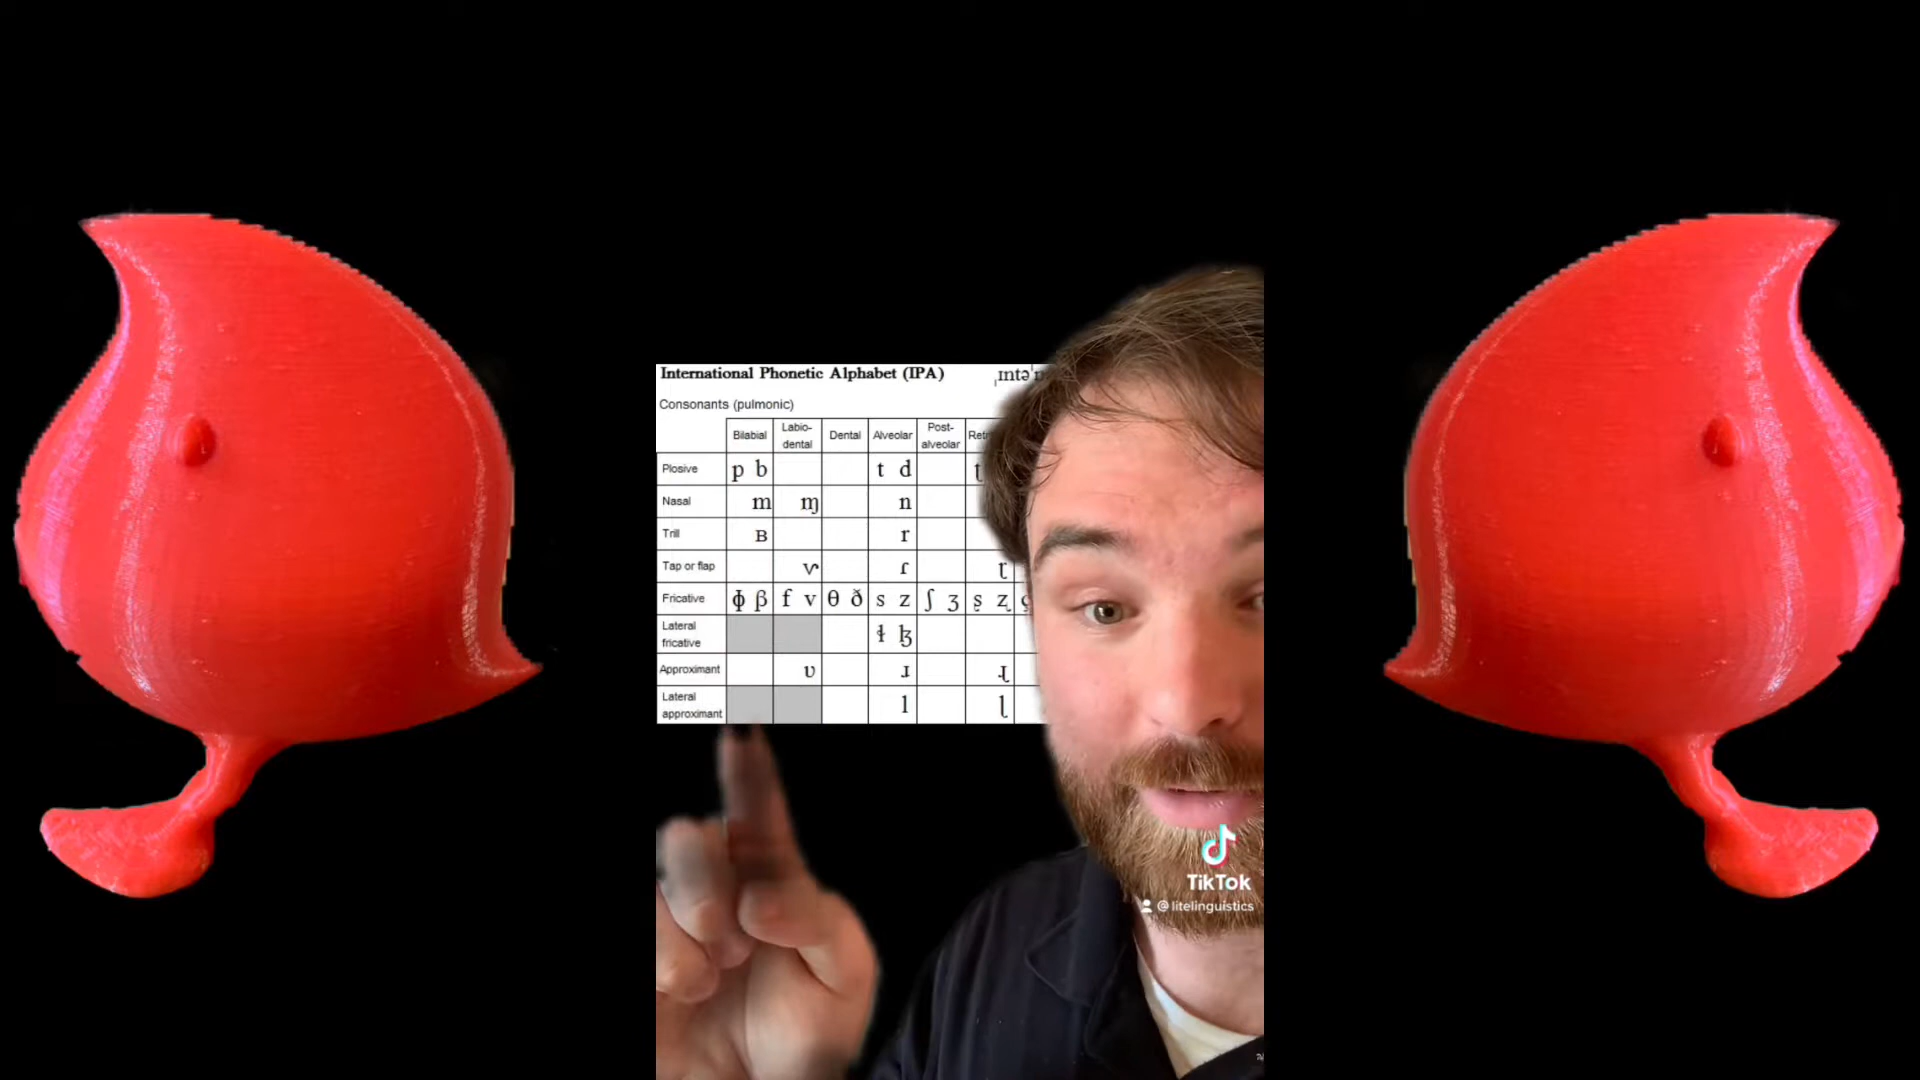 International Phonetic Alphabet (IPA)
Consonants (pulmonic)
Bilabial Labio-dental Dental Alveolar Post-alveolar
Plosive p b t d
Nasal m ɱ n
Trill ʙ r
Tap or flap ⱱ ɾ ɽ
Fricative ɸ β f v θ ð s z ʃ ʒ ʂ ʐ
Lateral fricative ɬ ɮ
Approximant ʋ ɹ ɻ
Lateral approximant l ɭ
TikTok
@litelinguistics